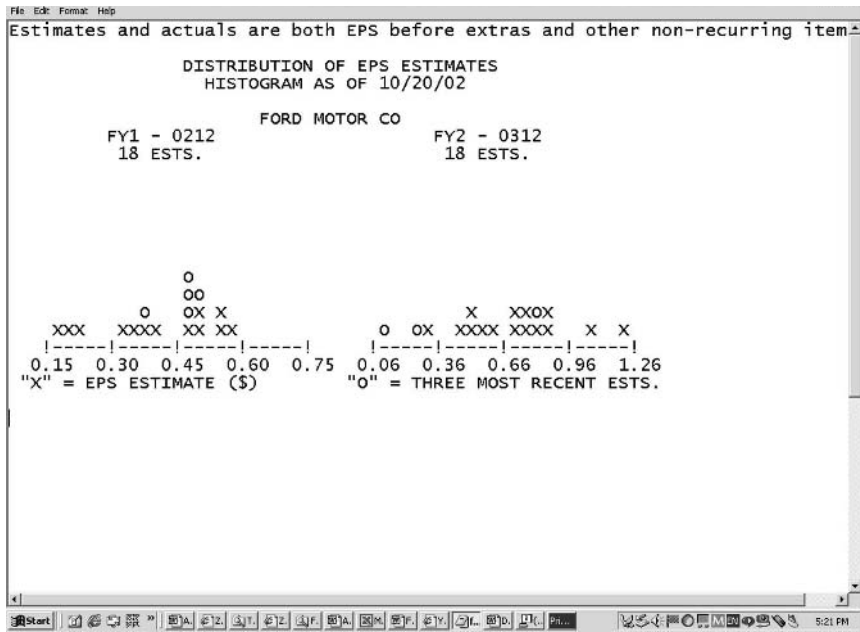 File Edit Format Help
Estimates and actuals are both EPS before extras and other non-recurring item
DISTRIBUTION OF EPS ESTIMATES
HISTOGRAM AS OF 10/20/02
FORD MOTOR CO
FY1 - 0212 FY2 - 0312
18 ESTS. 18 ESTS.
O
OO
O OX X X XXOX
XXX XXXX XX XX O OX XXXX XXXX X X
!-----!-----!-----!-----! !-----!-----!-----!-----!
0.15 0.30 0.45 0.60 0.75 0.06 0.36 0.66 0.96 1.26
"X" = EPS ESTIMATE ($) "O" = THREE MOST RECENT ESTS.
Start 5:21 PM